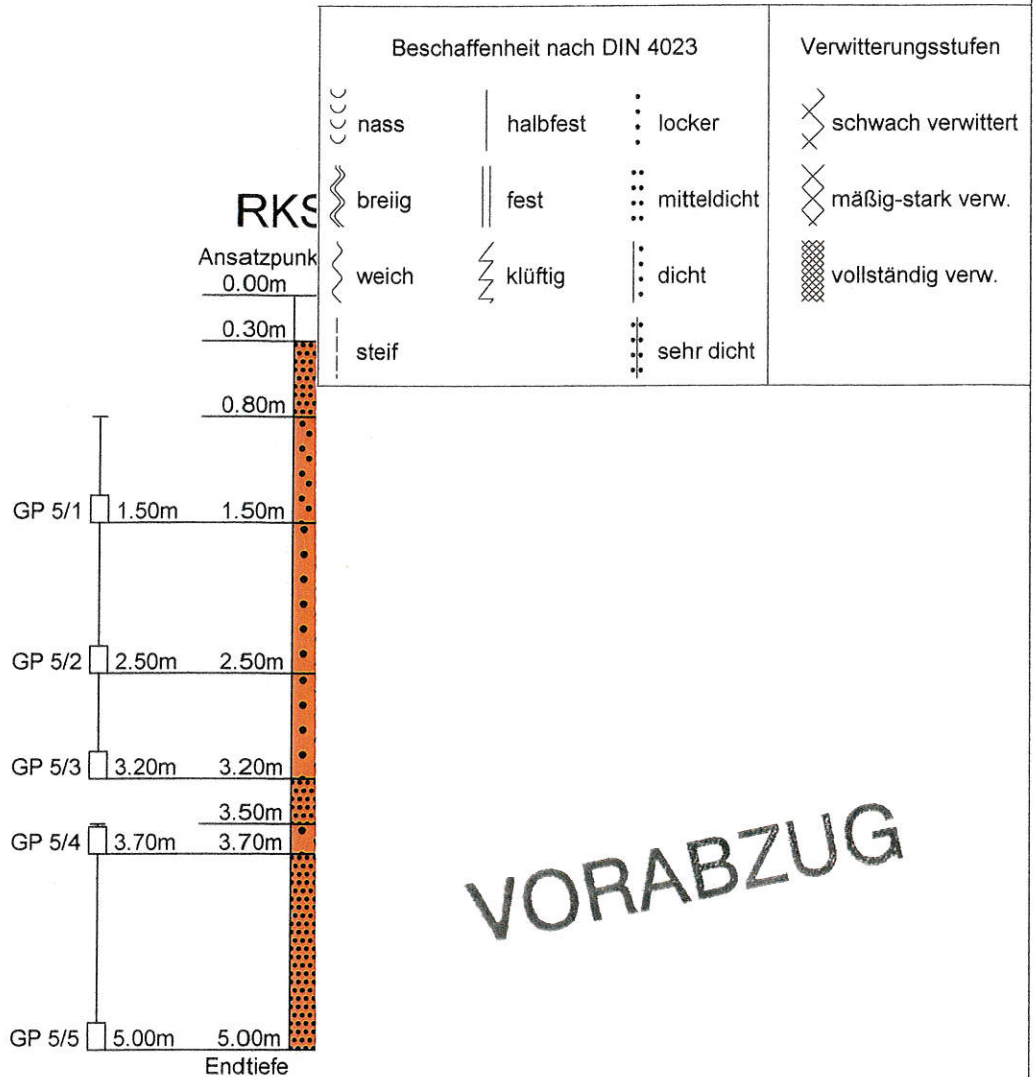 Beschaffenheit nach DIN 4023
nass
halbfest
locker
breiig
fest
mitteldicht
weich
klüftig
dicht
steif
sehr dicht
Verwitterungsstufen
schwach verwittert
mäßig-stark verw.
vollständig verw.
RKS
Ansatzpunk
0.00m
0.30m
0.80m
GP 5/1 1.50m 1.50m
GP 5/2 2.50m 2.50m
GP 5/3 3.20m 3.20m
3.50m
GP 5/4 3.70m 3.70m
GP 5/5 5.00m 5.00m
Endtiefe
VORABZUG